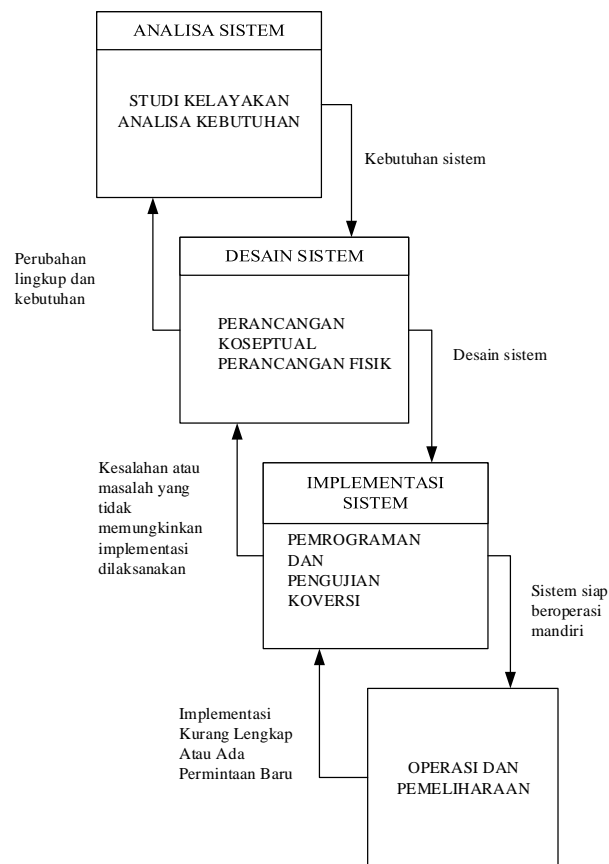 ANALISA SISTEM
STUDI KELAYAKAN
ANALISA KEBUTUHAN
Kebutuhan sistem
Perubahan
lingkup dan
kebutuhan
DESAIN SISTEM
PERANCANGAN
KOSEPTUAL
PERANCANGAN FISIK
Desain sistem
Kesalahan atau
masalah yang
tidak
memungkinkan
implementasi
dilaksanakan
IMPLEMENTASI
SISTEM
PEMROGRAMAN
DAN
PENGUJIAN
KOVERSI
Sistem siap
beroperasi
mandiri
Implementasi
Kurang Lengkap
Atau Ada
Permintaan Baru
OPERASI DAN
PEMELIHARAAN